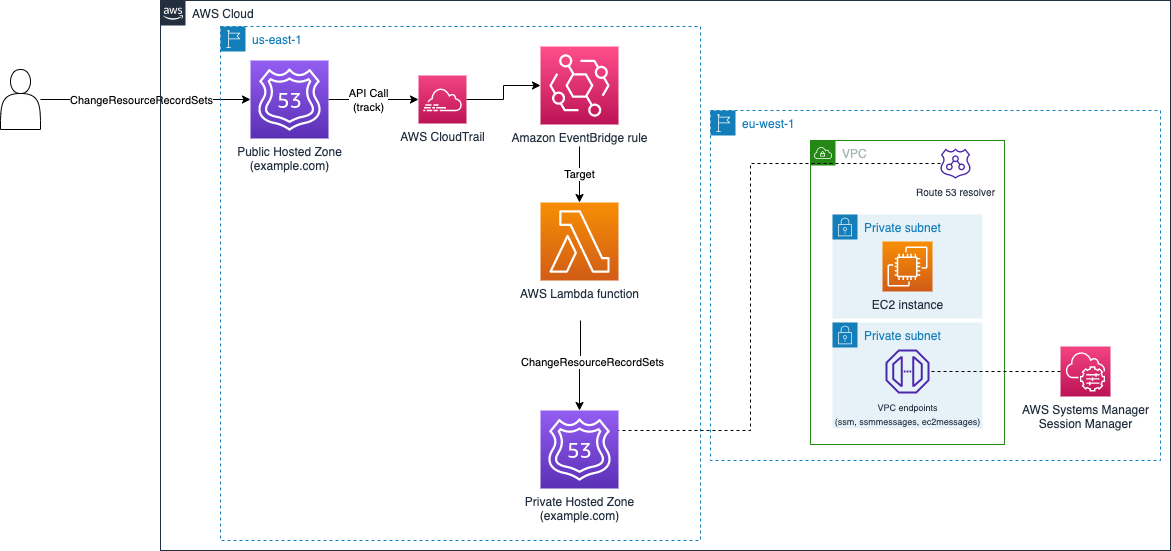 aws
AWS Cloud
us-east-1
ChangeResourceRecordSets
53
Public Hosted Zone
(example.com)
API Call
(track)
AWS CloudTrail
Amazon EventBridge rule
Target
AWS Lambda function
ChangeResourceRecordSets
53
Private Hosted Zone
(example.com)
eu-west-1
VPC
Route 53 resolver
Private subnet
EC2 instance
Private subnet
VPC endpoints
(ssm, ssmmessages, ec2messages)
AWS Systems Manager
Session Manager